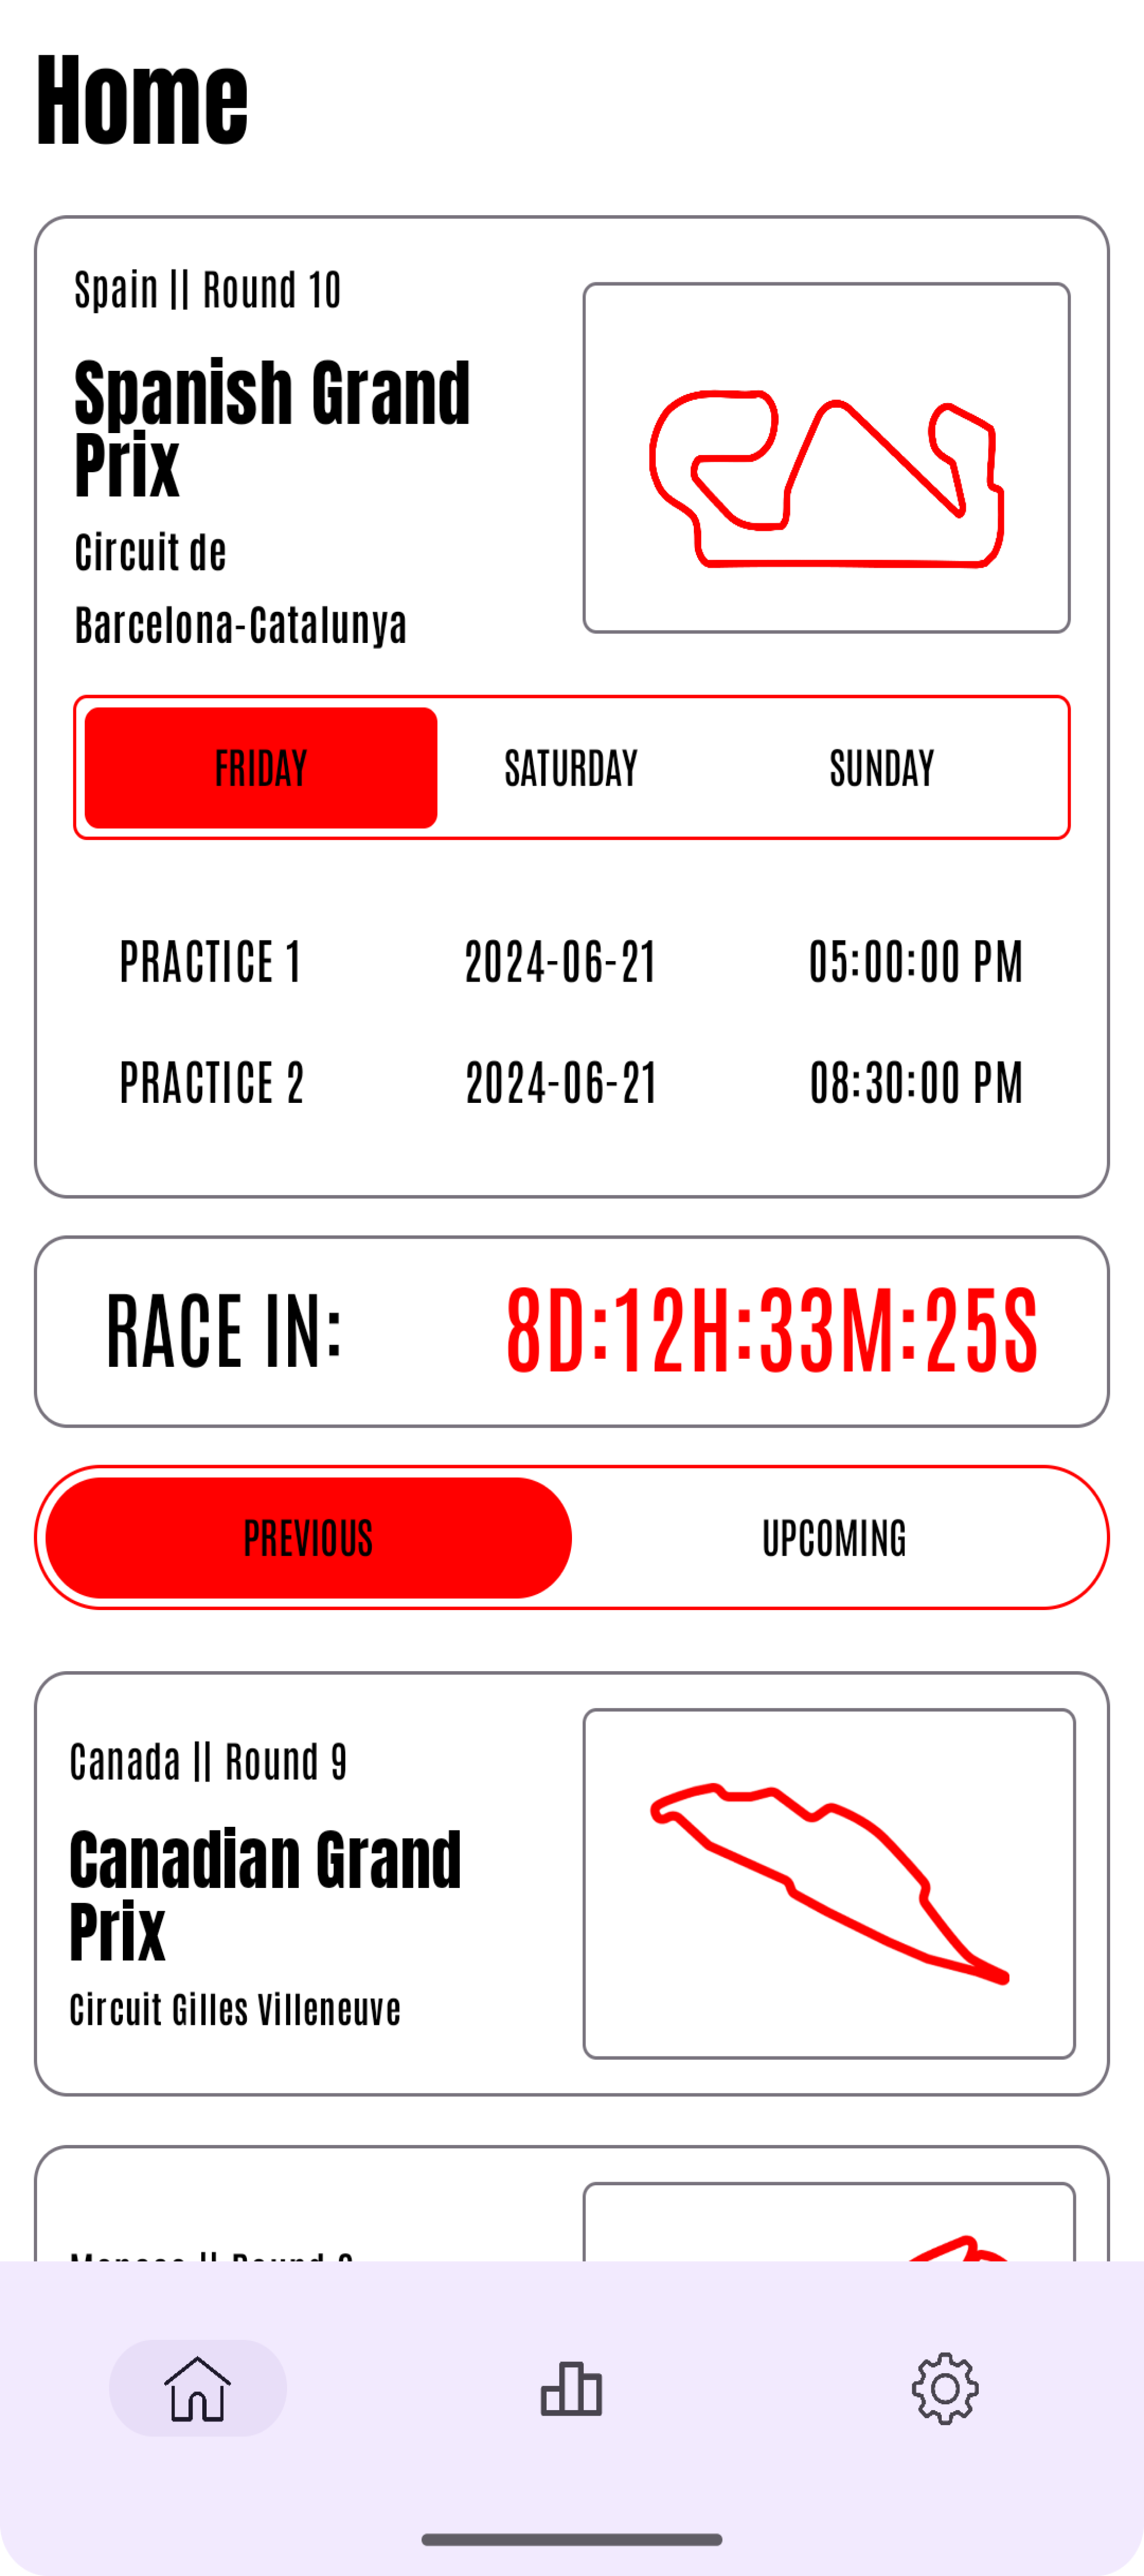 Home
Spain || Round 10
Spanish Grand
Prix
Circuit de
Barcelona-Catalunya
FRIDAY SATURDAY SUNDAY
PRACTICE 1 2024-06-21 05:00:00 PM
PRACTICE 2 2024-06-21 08:30:00 PM
RACE IN: 8D:12H:33M:25S
PREVIOUS UPCOMING
Canada || Round 9
Canadian Grand
Prix
Circuit Gilles Villeneuve